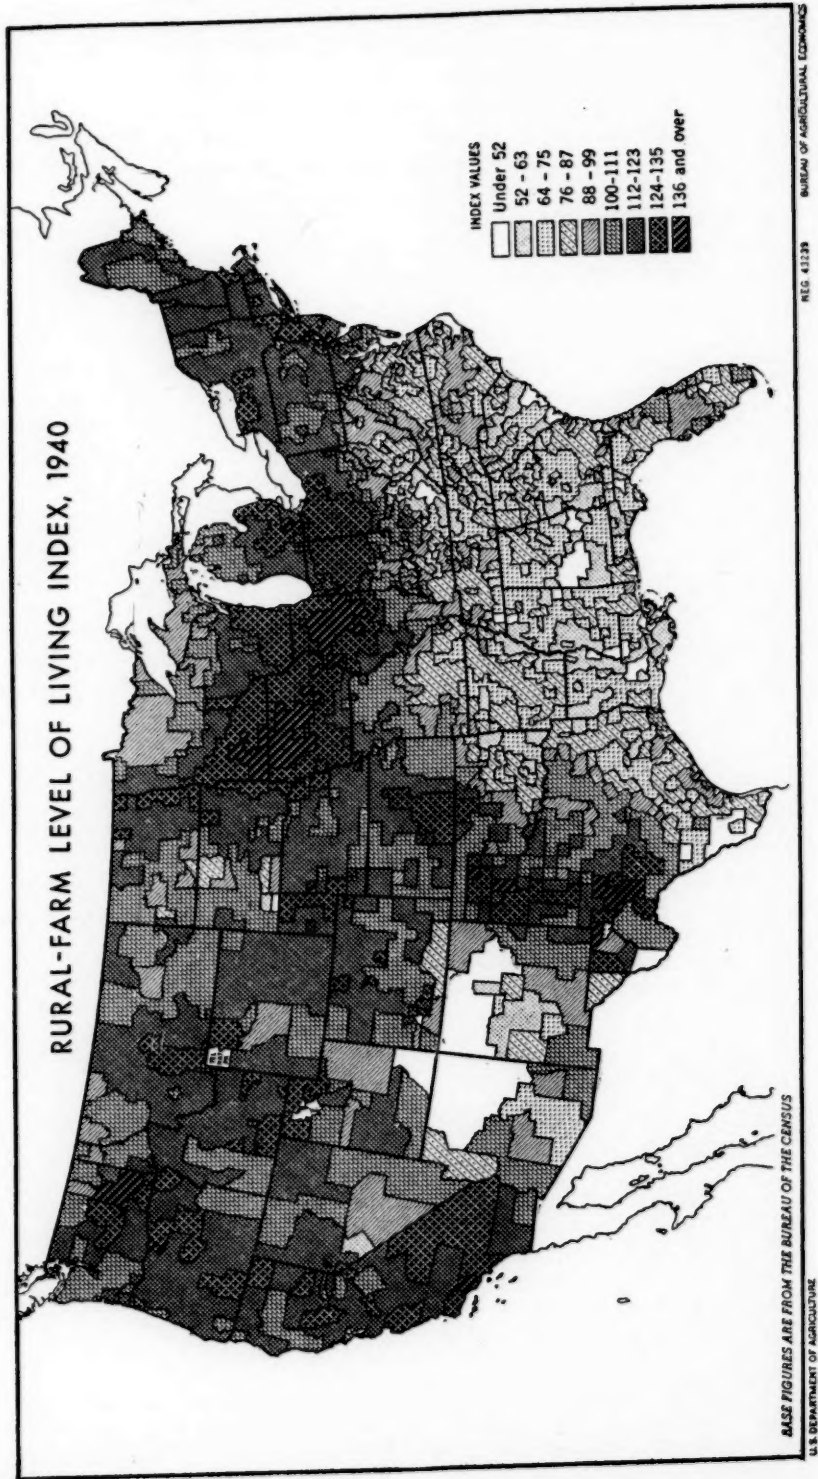 RURAL-FARM LEVEL OF LIVING INDEX, 1940
INDEX VALUES
Under 52
52 - 63
64 - 75
76 - 87
88 - 99
100-111
112-123
124-135
136 and over
BASE FIGURES ARE FROM THE BUREAU OF THE CENSUS
U.S. DEPARTMENT OF AGRICULTURE
NEG. 43239
BUREAU OF AGRICULTURAL ECONOMICS